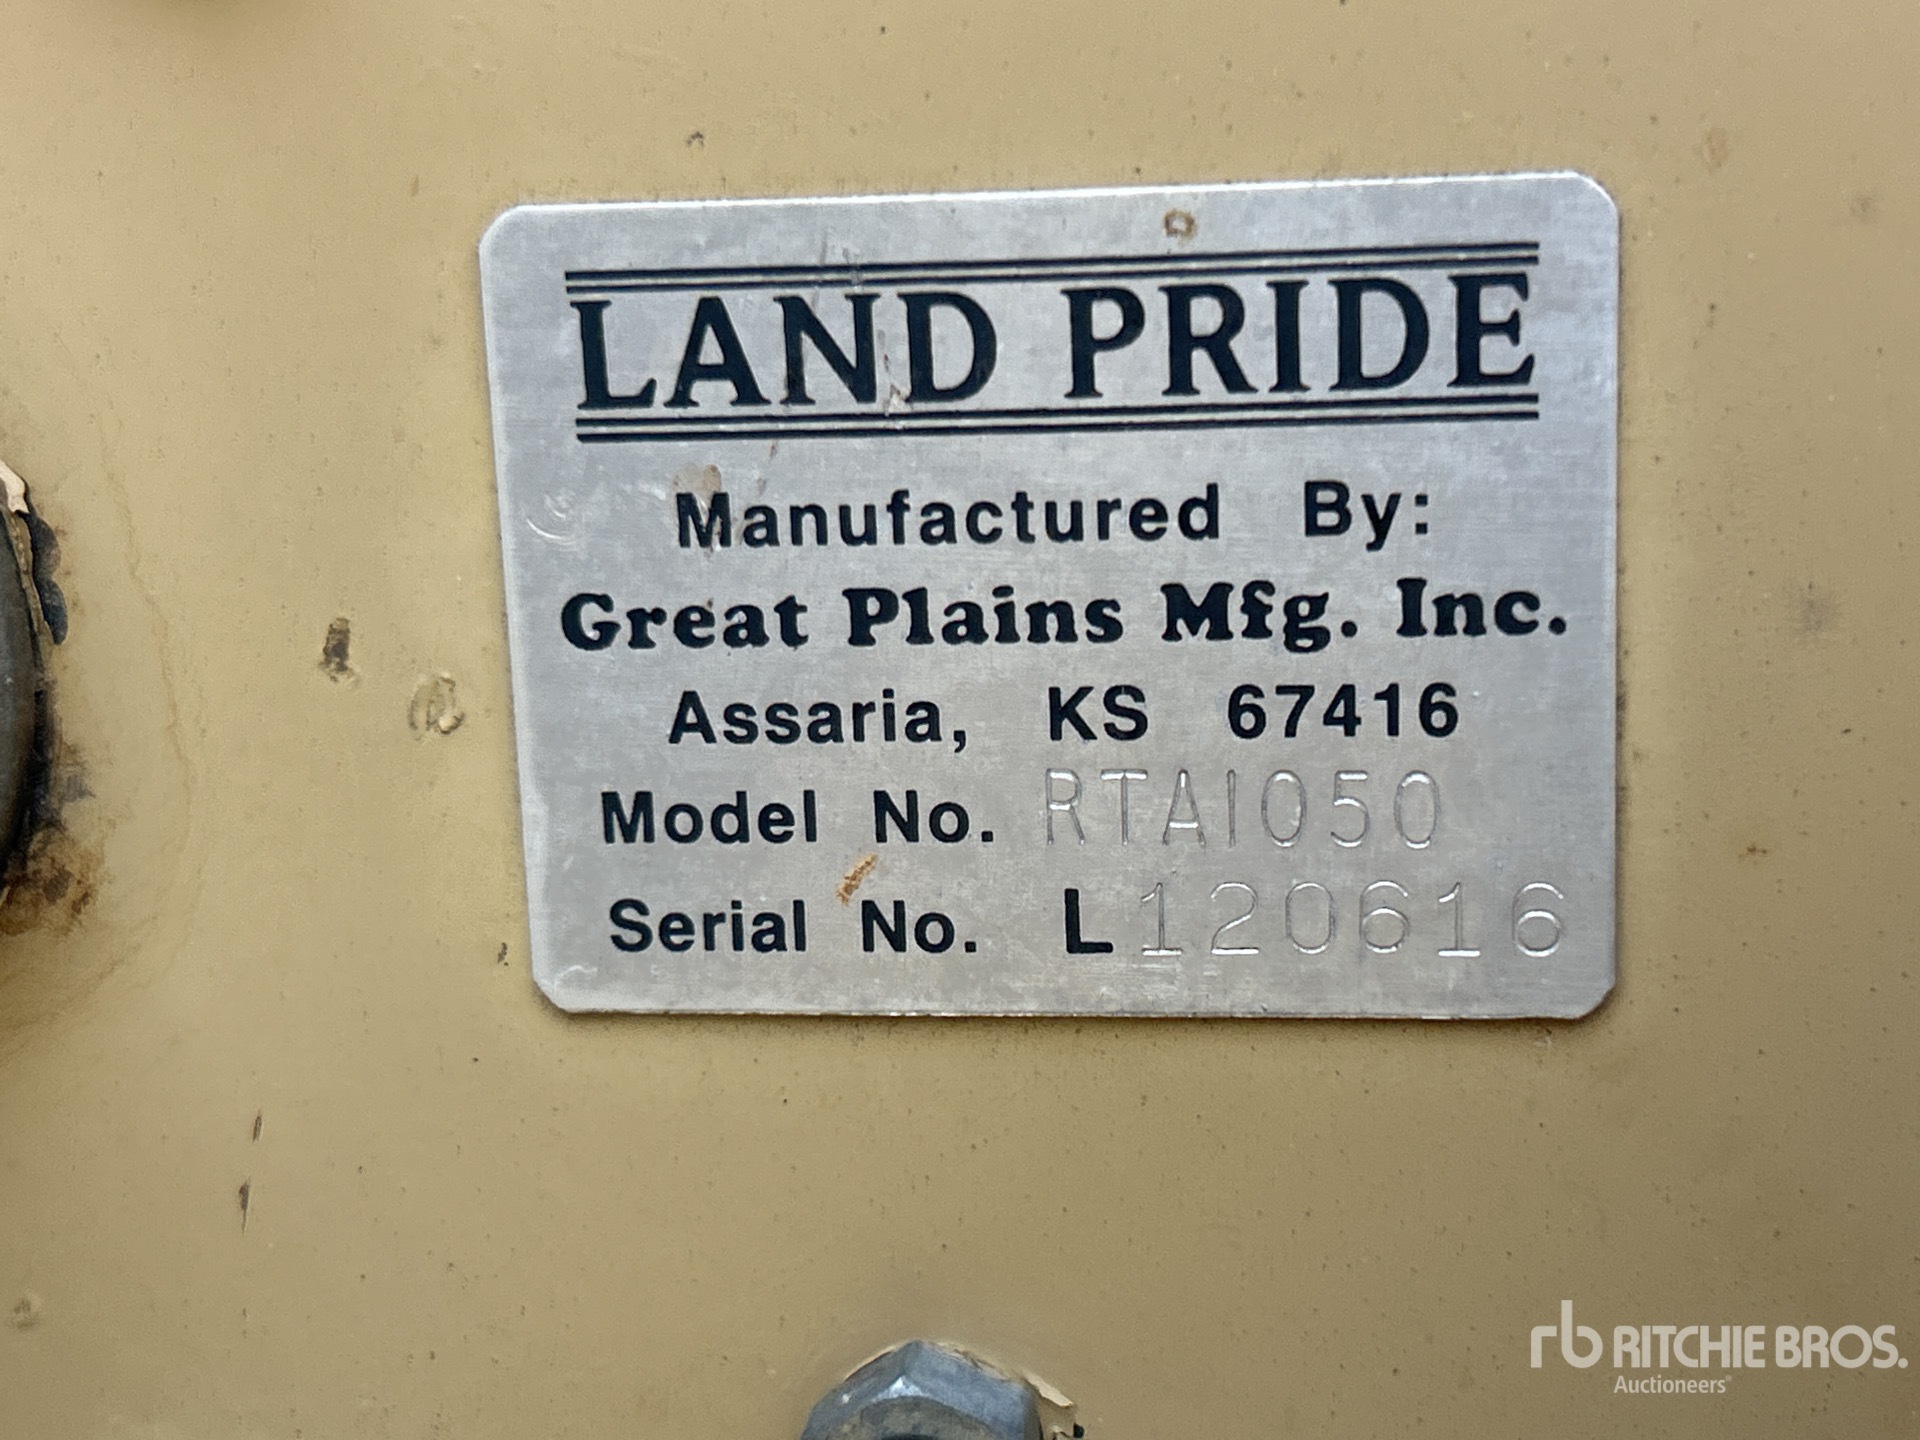 LAND PRIDE
Manufactured By:
Great Plains Mfg. Inc.
Assaria, KS 67416
Model No. RTA1050
Serial No. L120616
rb RITCHIE BROS.
Auctioneers